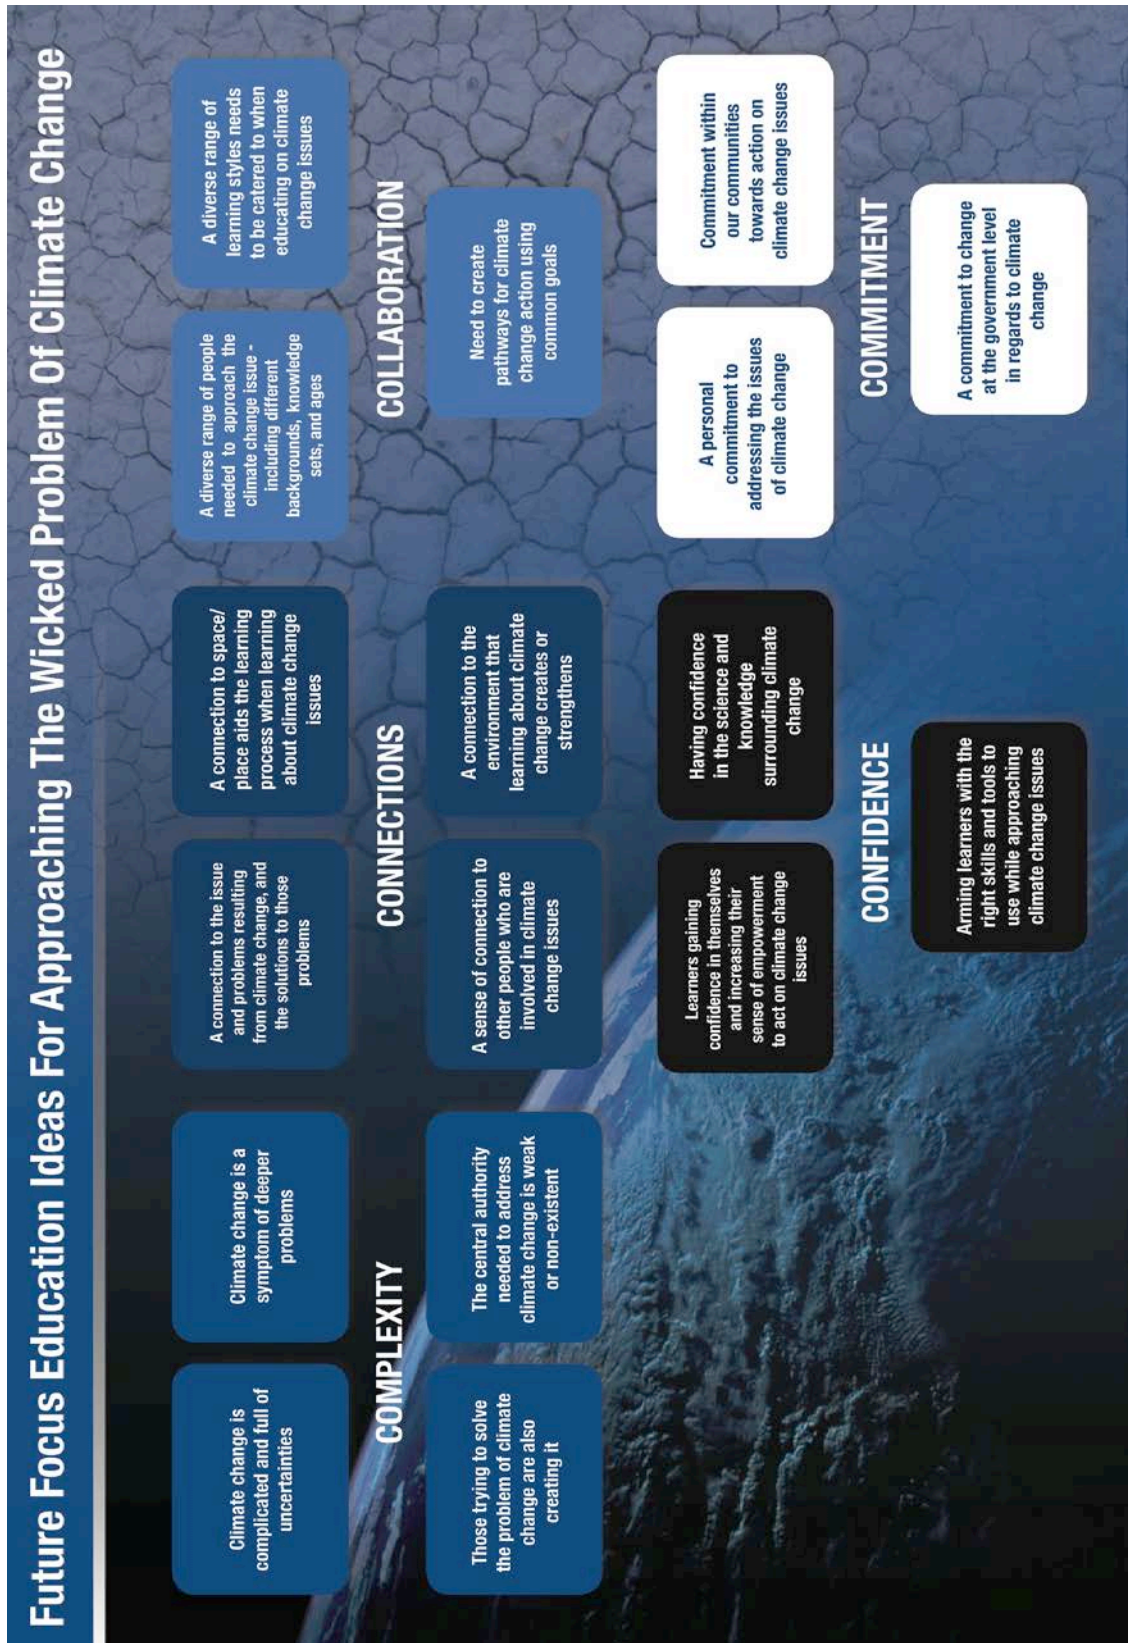 Future Focus Education Ideas For Approaching The Wicked Problem Of Climate Change
Climate change is
complicated and full of
uncertainties
Climate change is a
symptom of deeper
problems
COMPLEXITY
Those trying to solve
the problem of climate
change are also
creating it
The central authority
needed to address
climate change is weak
or non-existent
A connection to the issue
and problems resulting
from climate change, and
the solutions to those
problems
A connection to space/
place aids the learning
process when learning
about climate change
issues
CONNECTIONS
A sense of connection to
other people who are
involved in climate
change issues
A connection to the
environment that
learning about climate
change creates or
strengthens
A diverse range of people
needed to approach the
climate change issue -
including different
backgrounds, knowledge
sets, and ages
A diverse range of
learning styles needs
to be catered to when
educating on climate
change issues
COLLABORATION
Need to create
pathways for climate
change action using
common goals
Learners gaining
confidence in themselves
and increasing their
sense of empowerment
to act on climate change
issues
Having confidence
in the science and
knowledge
surrounding climate
change
CONFIDENCE
Arming learners with the
right skills and tools to
use while approaching
climate change issues
A personal
commitment to
addressing the issues
of climate change
Commitment within
our communities
towards action on
climate change issues
COMMITMENT
A commitment to change
at the government level
in regards to climate
change